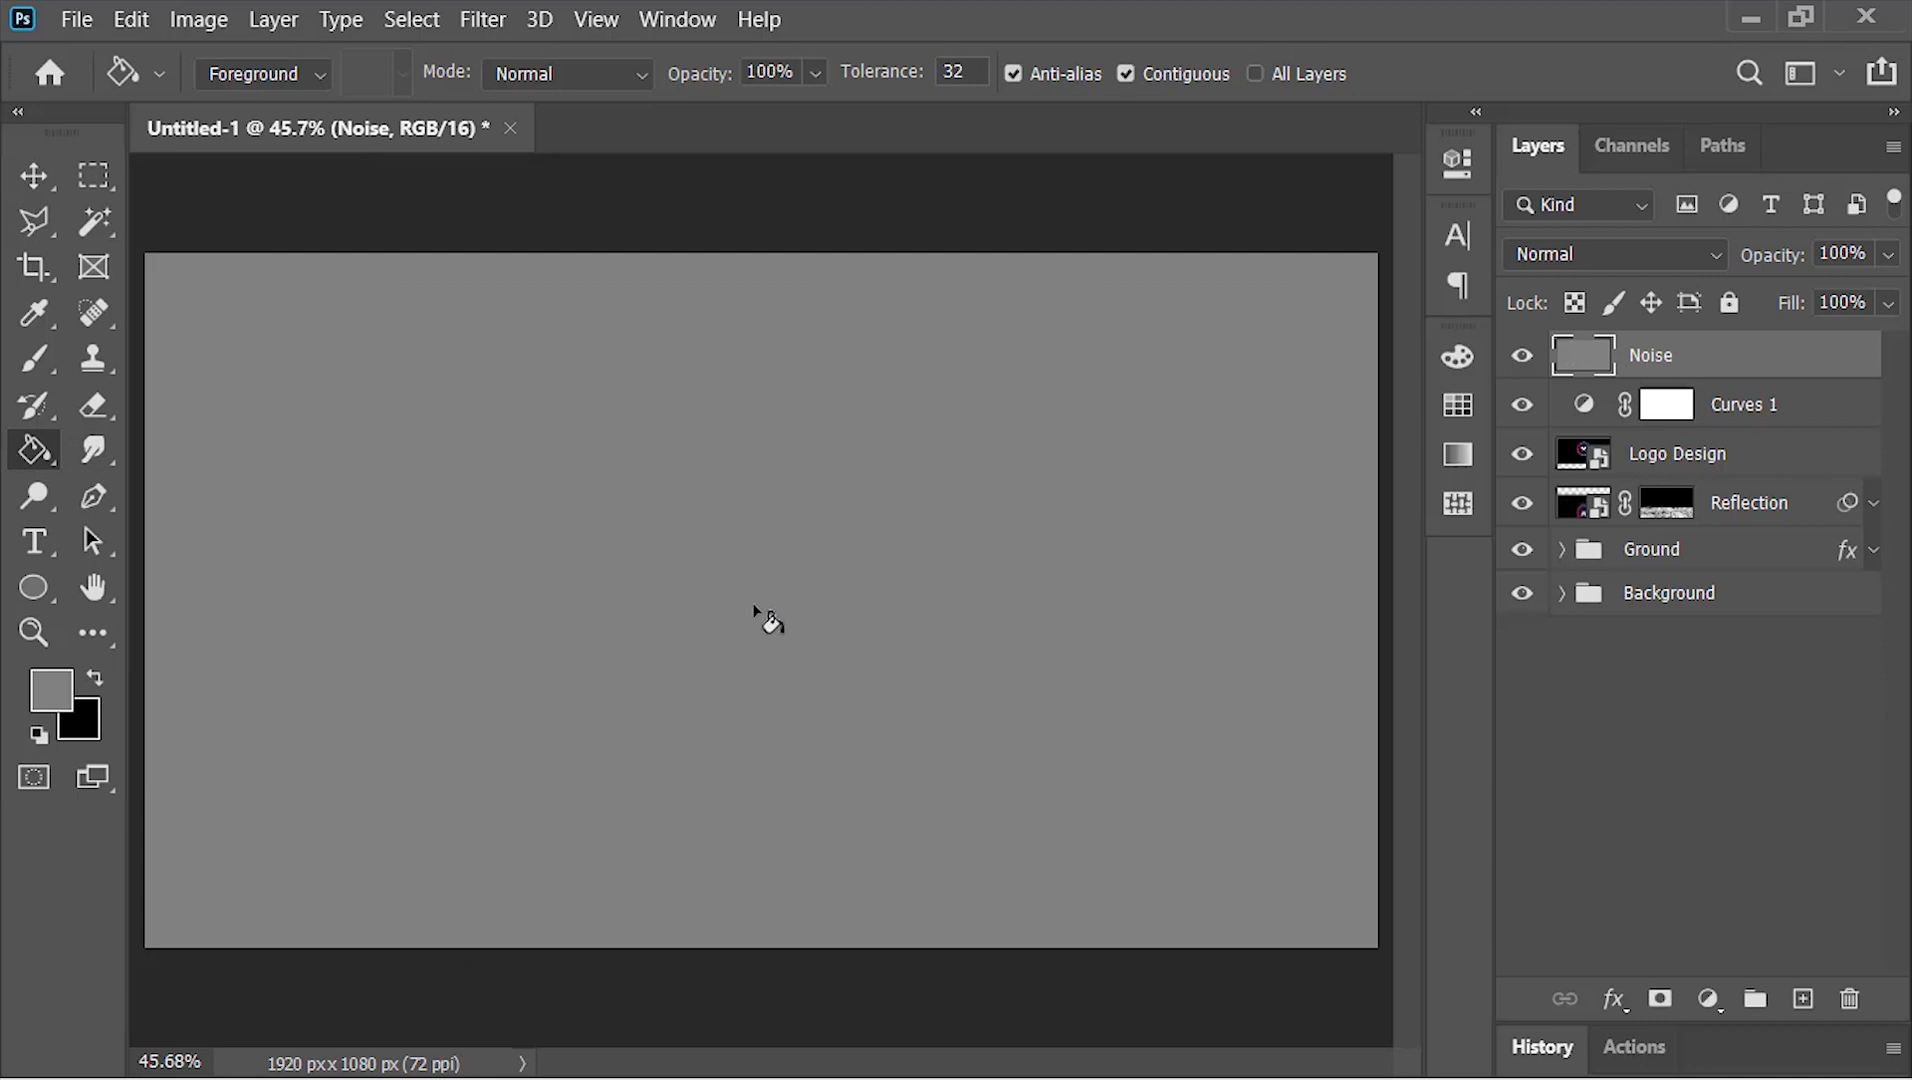 Ps File Edit Image Layer Type Select Filter 3D View Window Help
Foreground Mode: Normal Opacity: 100% Tolerance: 32 Anti-alias Contiguous All Layers
Untitled-1 @ 45.7% (Noise, RGB/16) *
Layers Channels Paths
Kind
Normal Opacity: 100%
Lock: Fill: 100%
Noise
Curves 1
Logo Design
Reflection
Ground fx
Background
fx
History Actions
45.68% 1920 px x 1080 px (72 ppi)